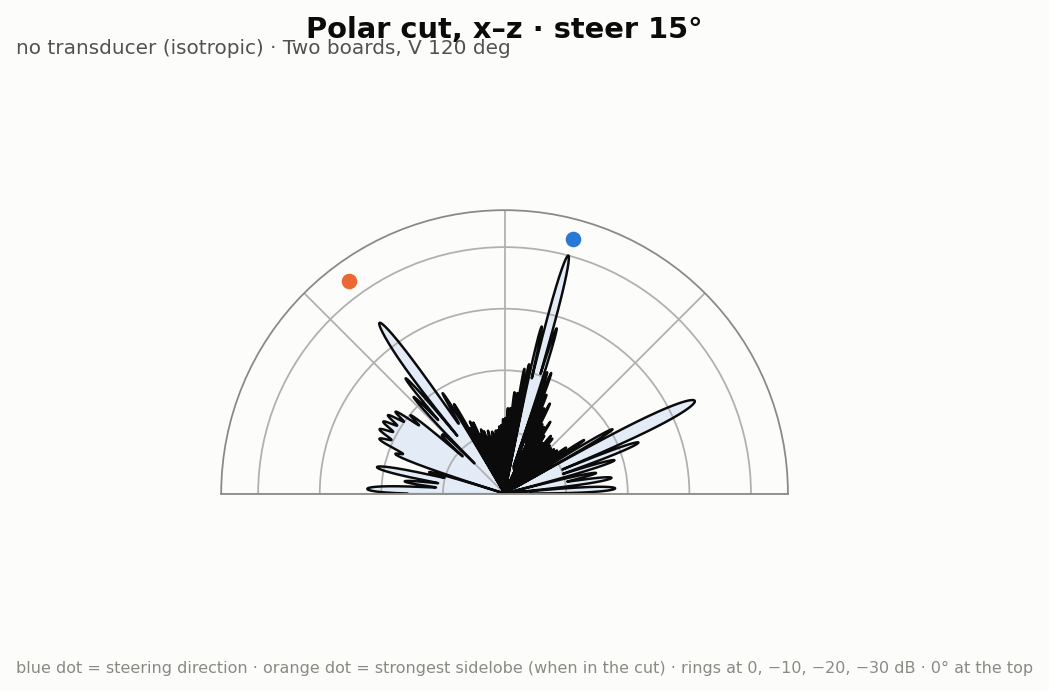 Polar cut, x–z · steer 15°
no transducer (isotropic) · Two boards, V 120 deg
blue dot = steering direction · orange dot = strongest sidelobe (when in the cut) · rings at 0, −10, −20, −30 dB · 0° at the top